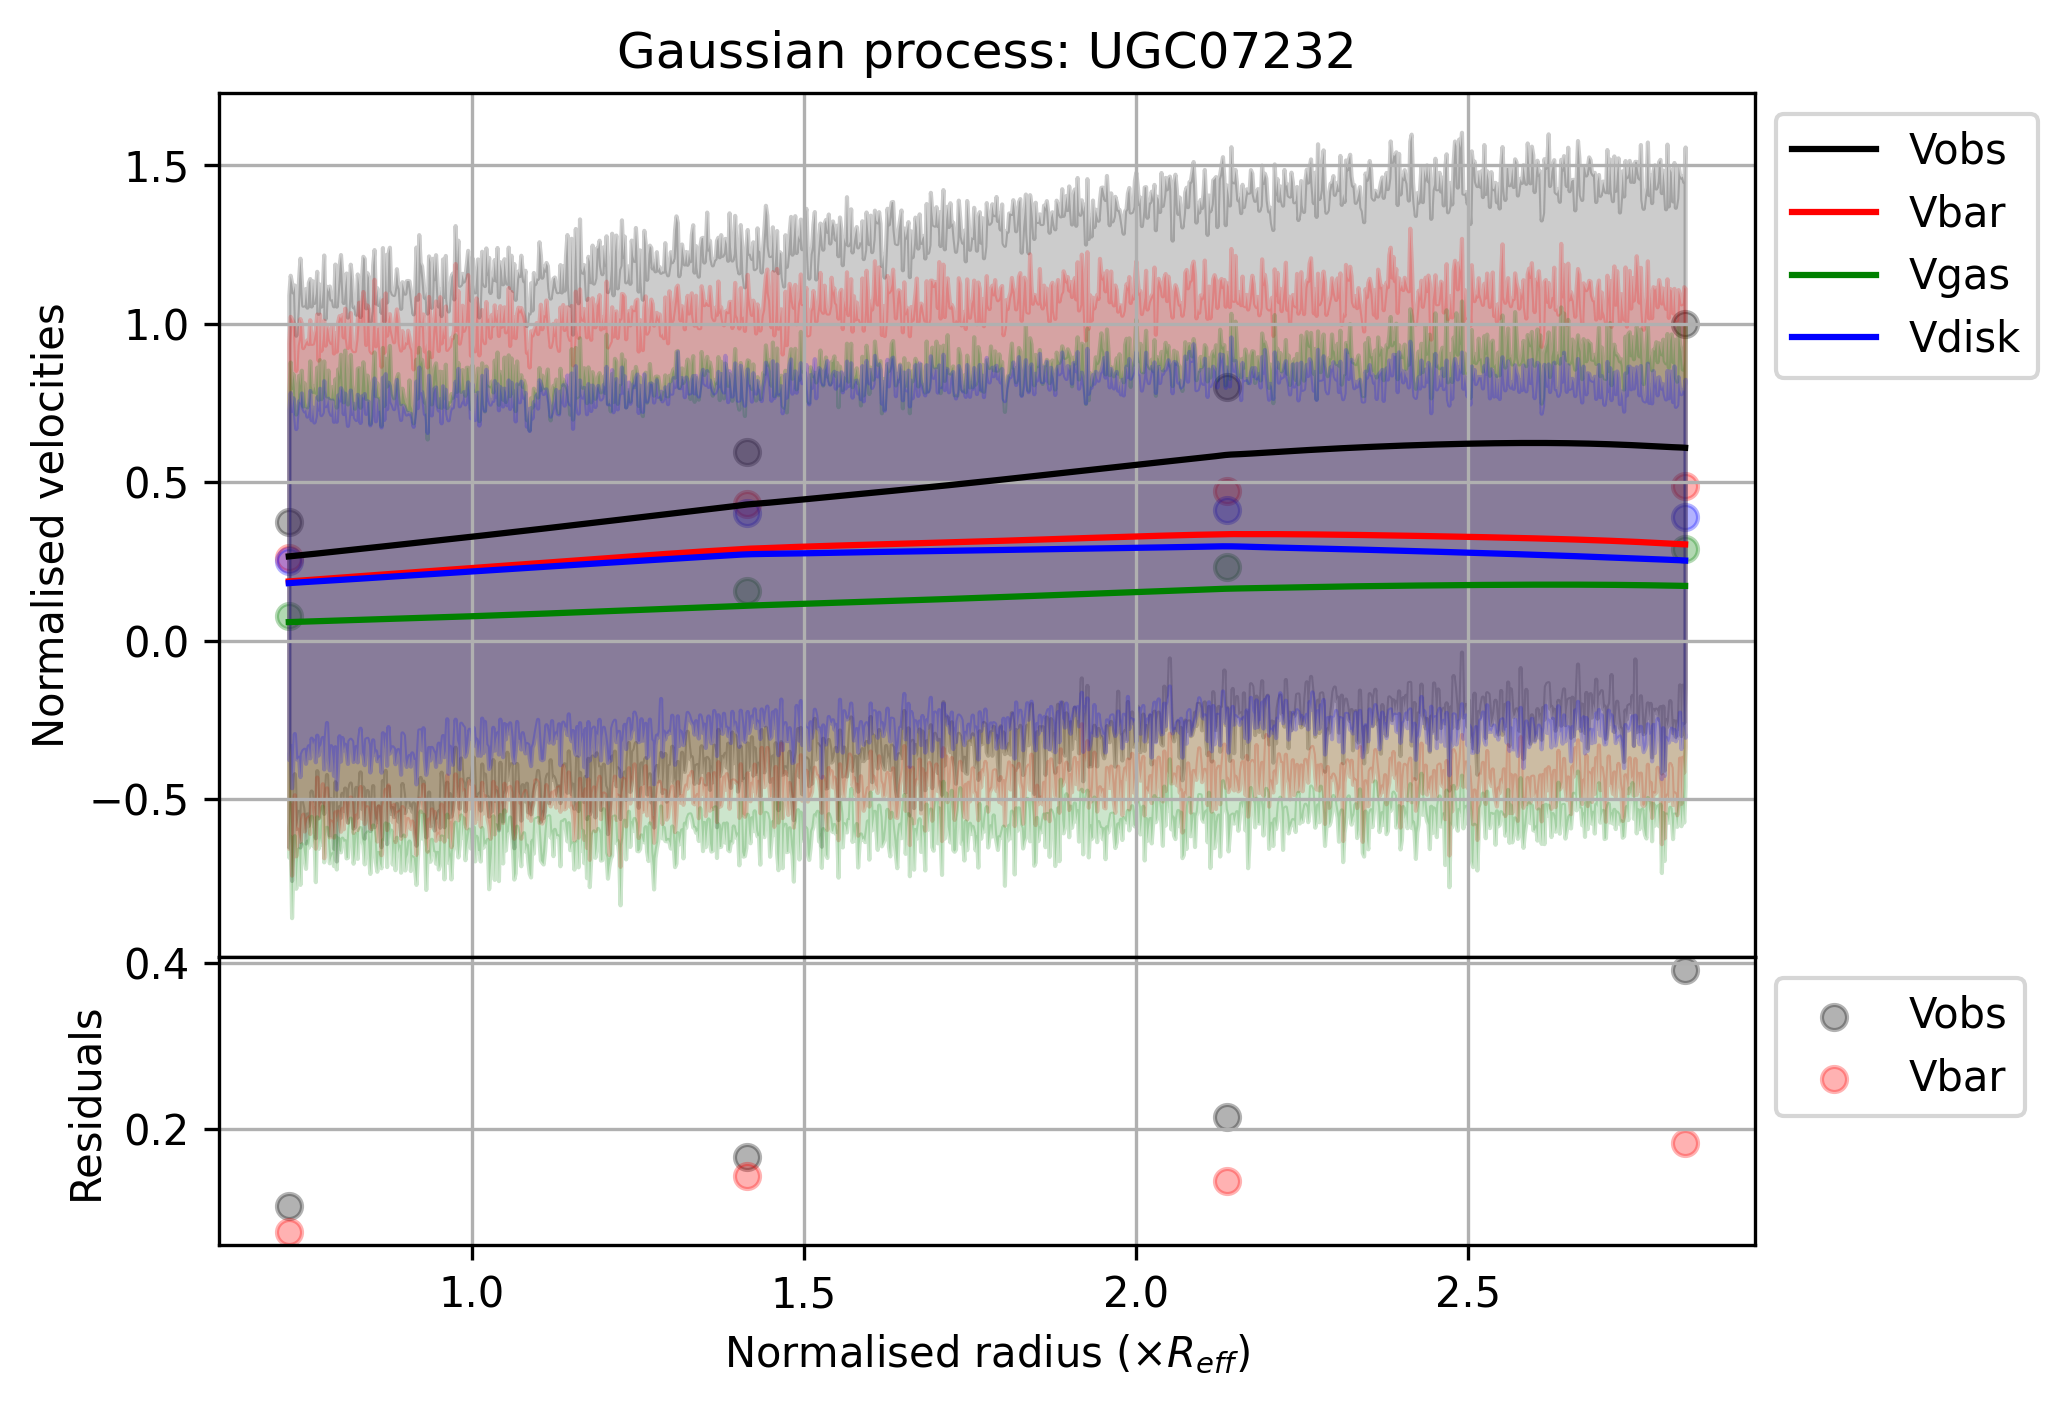 Gaussian process: UGC07232
1.5
1.0
0.5
0.0
−0.5
Normalised velocities
Vobs
Vbar
Vgas
Vdisk
0.4
0.2
Residuals
Vobs
Vbar
1.0 1.5 2.0 2.5
Normalised radius (×R_eff)